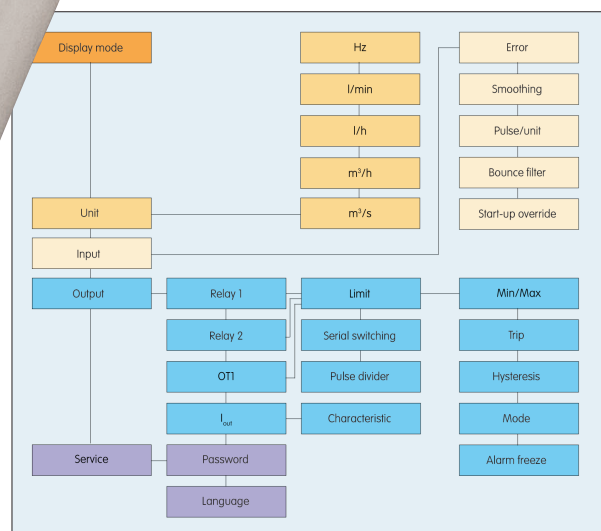 Display mode
Hz
Error
l/min
Smoothing
l/h
Pulse/unit
m³/h
Bounce filter
Unit
m³/s
Start-up override
Input
Output
Relay 1
Limit
Min/Max
Relay 2
Serial switching
Trip
OT1
Pulse divider
Hysteresis
Iout
Characteristic
Mode
Service
Password
Alarm freeze
Language